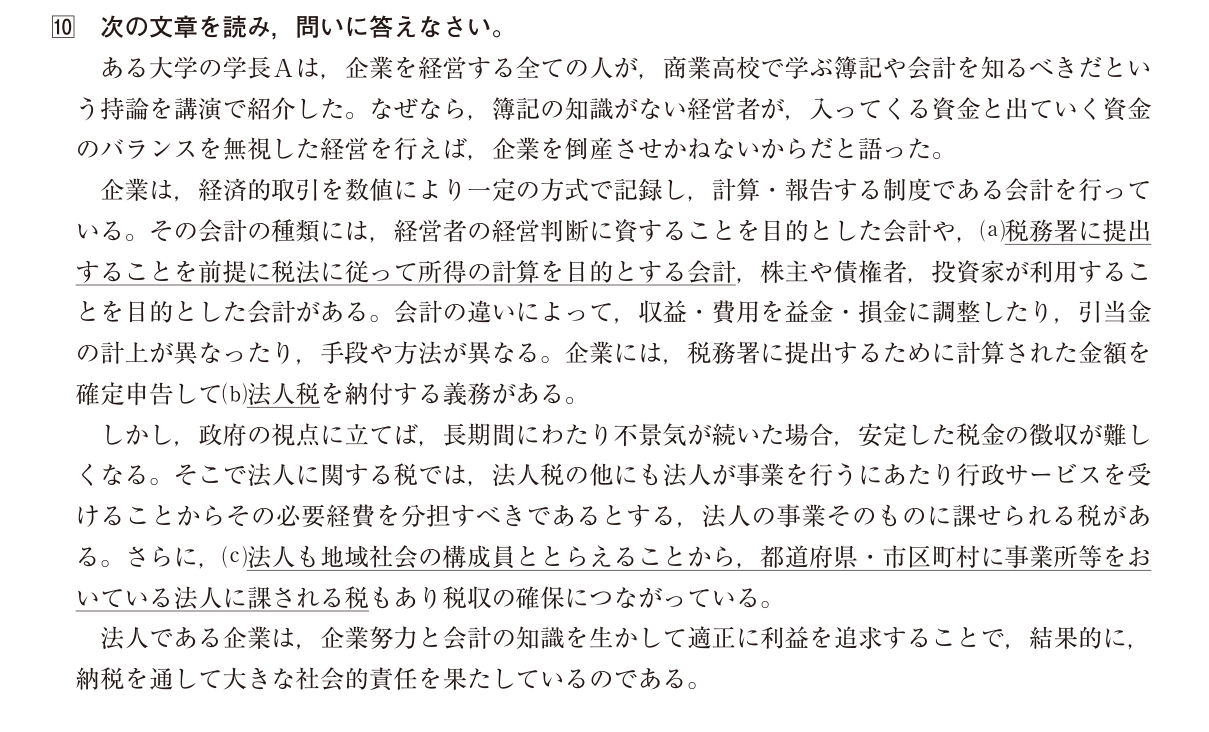 10　次の文章を読み，問いに答えなさい。
ある大学の学長Ａは，企業を経営する全ての人が，商業高校で学ぶ簿記や会計を知るべきだとい
う持論を講演で紹介した。なぜなら，簿記の知識がない経営者が，入ってくる資金と出ていく資金
のバランスを無視した経営を行えば，企業を倒産させかねないからだと語った。
企業は，経済的取引を数値により一定の方式で記録し，計算・報告する制度である会計を行って
いる。その会計の種類には，経営者の経営判断に資することを目的とした会計や，(a)税務署に提出
することを前提に税法に従って所得の計算を目的とする会計，株主や債権者，投資家が利用するこ
とを目的とした会計がある。会計の違いによって，収益・費用を益金・損金に調整したり，引当金
の計上が異なったり，手段や方法が異なる。企業には，税務署に提出するために計算された金額を
確定申告して(b)法人税を納付する義務がある。
しかし，政府の視点に立てば，長期間にわたり不景気が続いた場合，安定した税金の徴収が難し
くなる。そこで法人に関する税では，法人税の他にも法人が事業を行うにあたり行政サービスを受
けることからその必要経費を分担すべきであるとする，法人の事業そのものに課せられる税があ
る。さらに，(c)法人も地域社会の構成員ととらえることから，都道府県・市区町村に事業所等をお
いている法人に課される税もあり税収の確保につながっている。
法人である企業は，企業努力と会計の知識を生かして適正に利益を追求することで，結果的に，
納税を通して大きな社会的責任を果たしているのである。